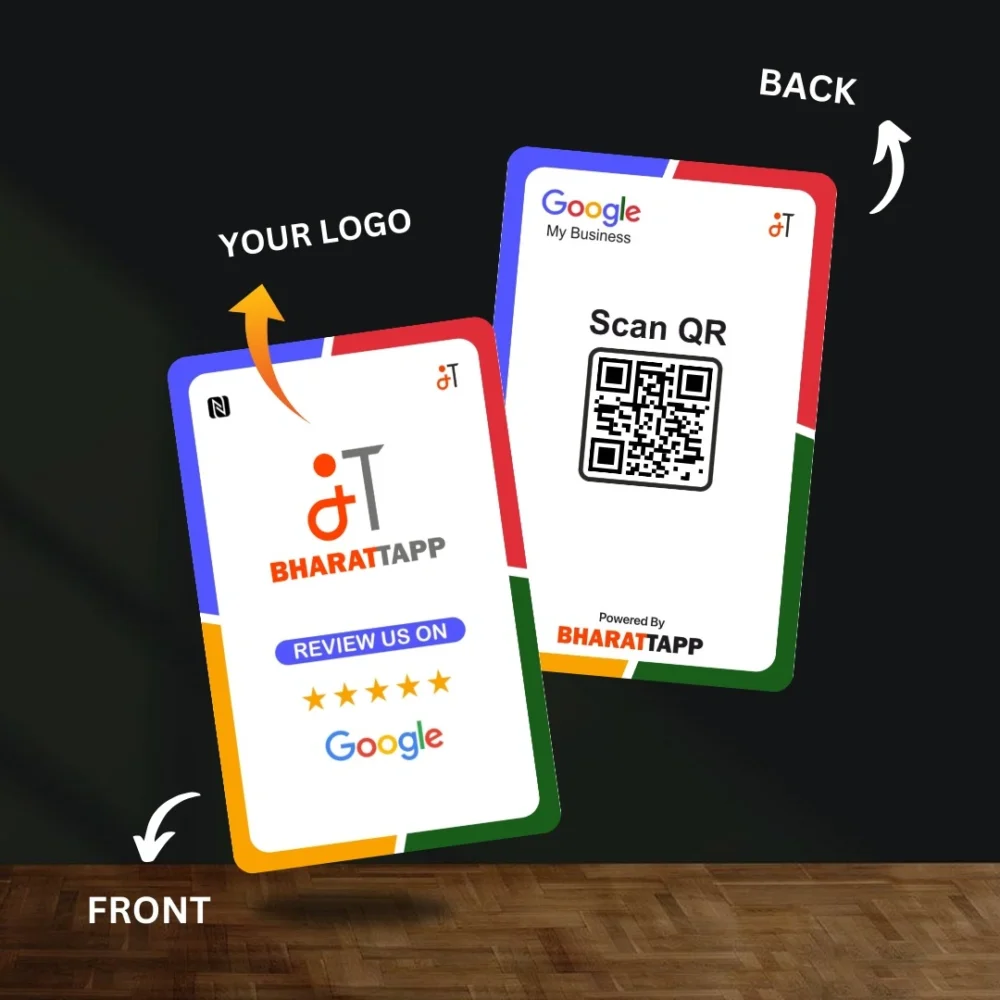 BACK
YOUR LOGO
Google
My Business
Scan QR
Powered By
BHARATTAPP
BHARATTAPP
REVIEW US ON
Google
FRONT